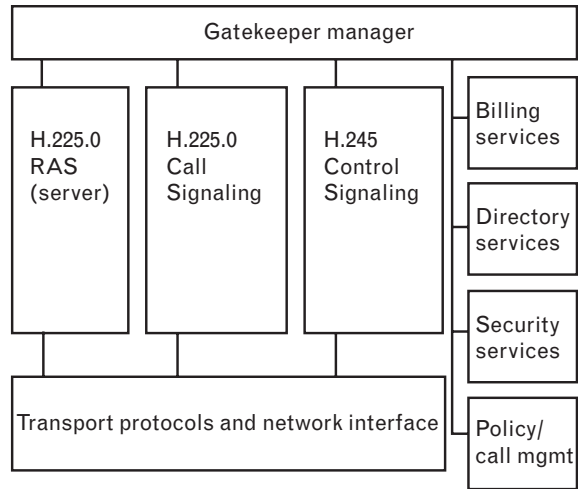 Gatekeeper manager
H.225.0
RAS
(server)
H.225.0
Call
Signaling
H.245
Control
Signaling
Billing
services
Directory
services
Security
services
Policy/
call mgmt
Transport protocols and network interface